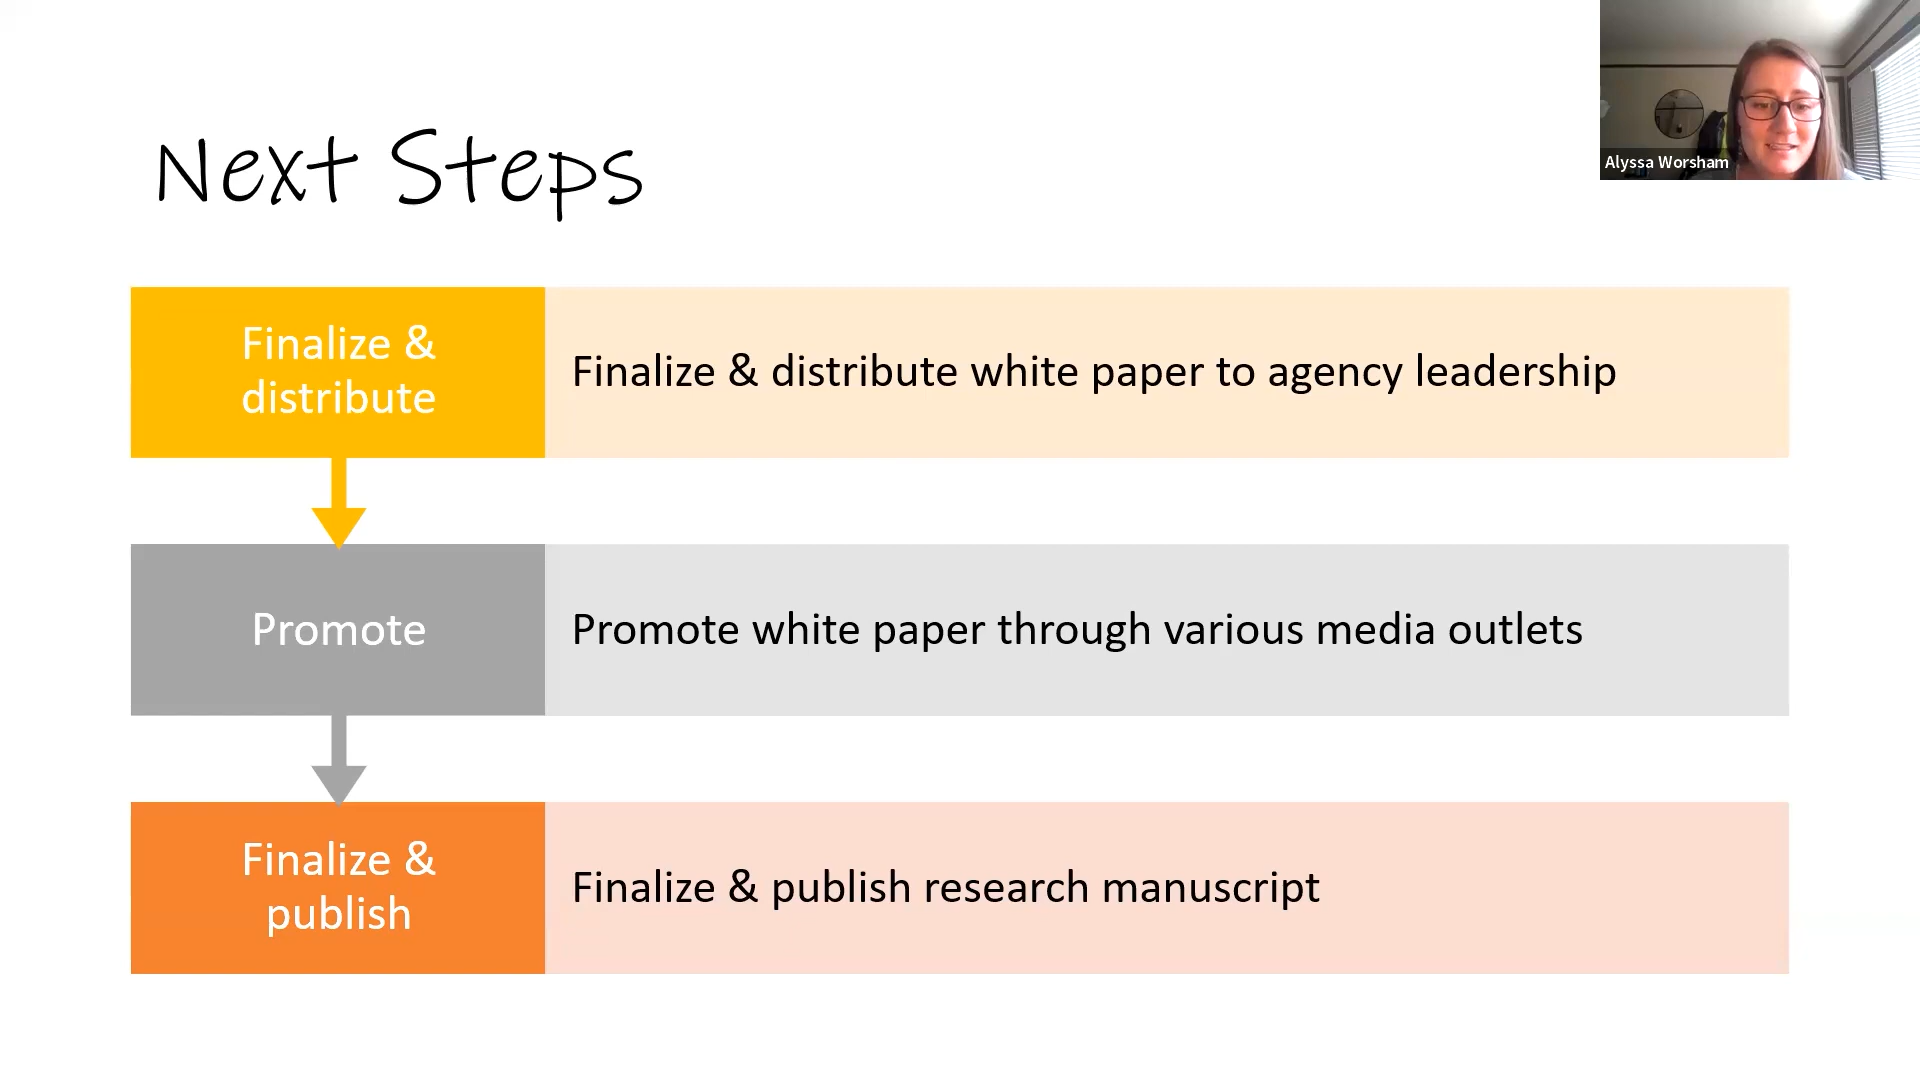 Alyssa Worsham
Next Steps
Finalize &
distribute
Finalize & distribute white paper to agency leadership
Promote
Promote white paper through various media outlets
Finalize &
publish
Finalize & publish research manuscript